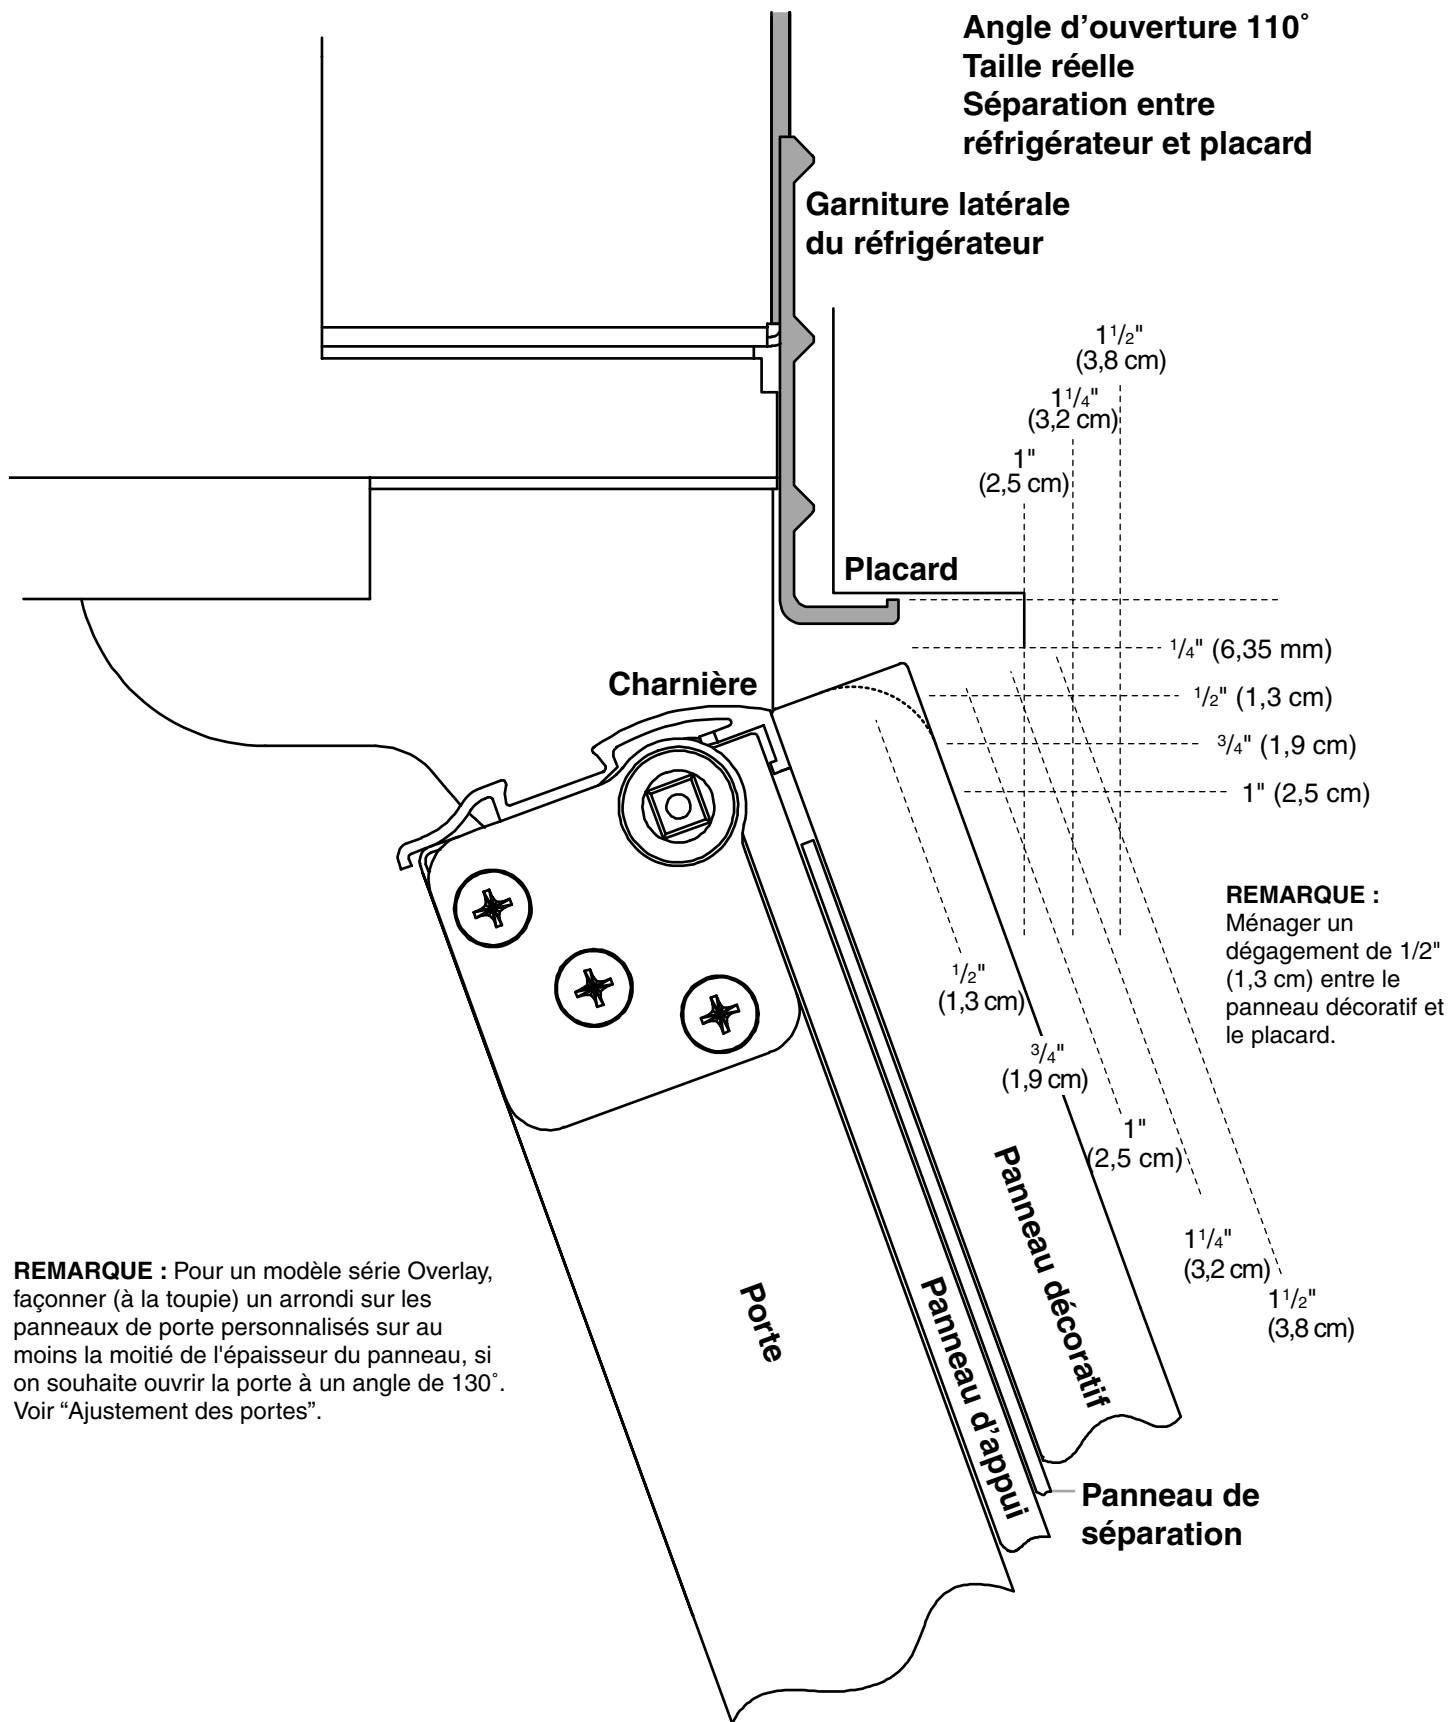 Angle d’ouverture 110˚
Taille réelle
Séparation entre
réfrigérateur et placard
Garniture latérale
du réfrigérateur
1 1/2"
(3,8 cm)
1 1/4"
(3,2 cm)
1"
(2,5 cm)
Placard
1/4" (6,35 mm)
Charnière
1/2" (1,3 cm)
3/4" (1,9 cm)
1" (2,5 cm)
REMARQUE :
Ménager un
dégagement de 1/2"
(1,3 cm) entre le
panneau décoratif et
le placard.
1/2"
(1,3 cm)
3/4"
(1,9 cm)
1"
(2,5 cm)
1 1/4"
(3,2 cm)
1 1/2"
(3,8 cm)
REMARQUE : Pour un modèle série Overlay,
façonner (à la toupie) un arrondi sur les
panneaux de porte personnalisés sur au
moins la moitié de l'épaisseur du panneau, si
on souhaite ouvrir la porte à un angle de 130˚.
Voir “Ajustement des portes”.
Porte
Panneau d’appui
Panneau décoratif
Panneau de
séparation